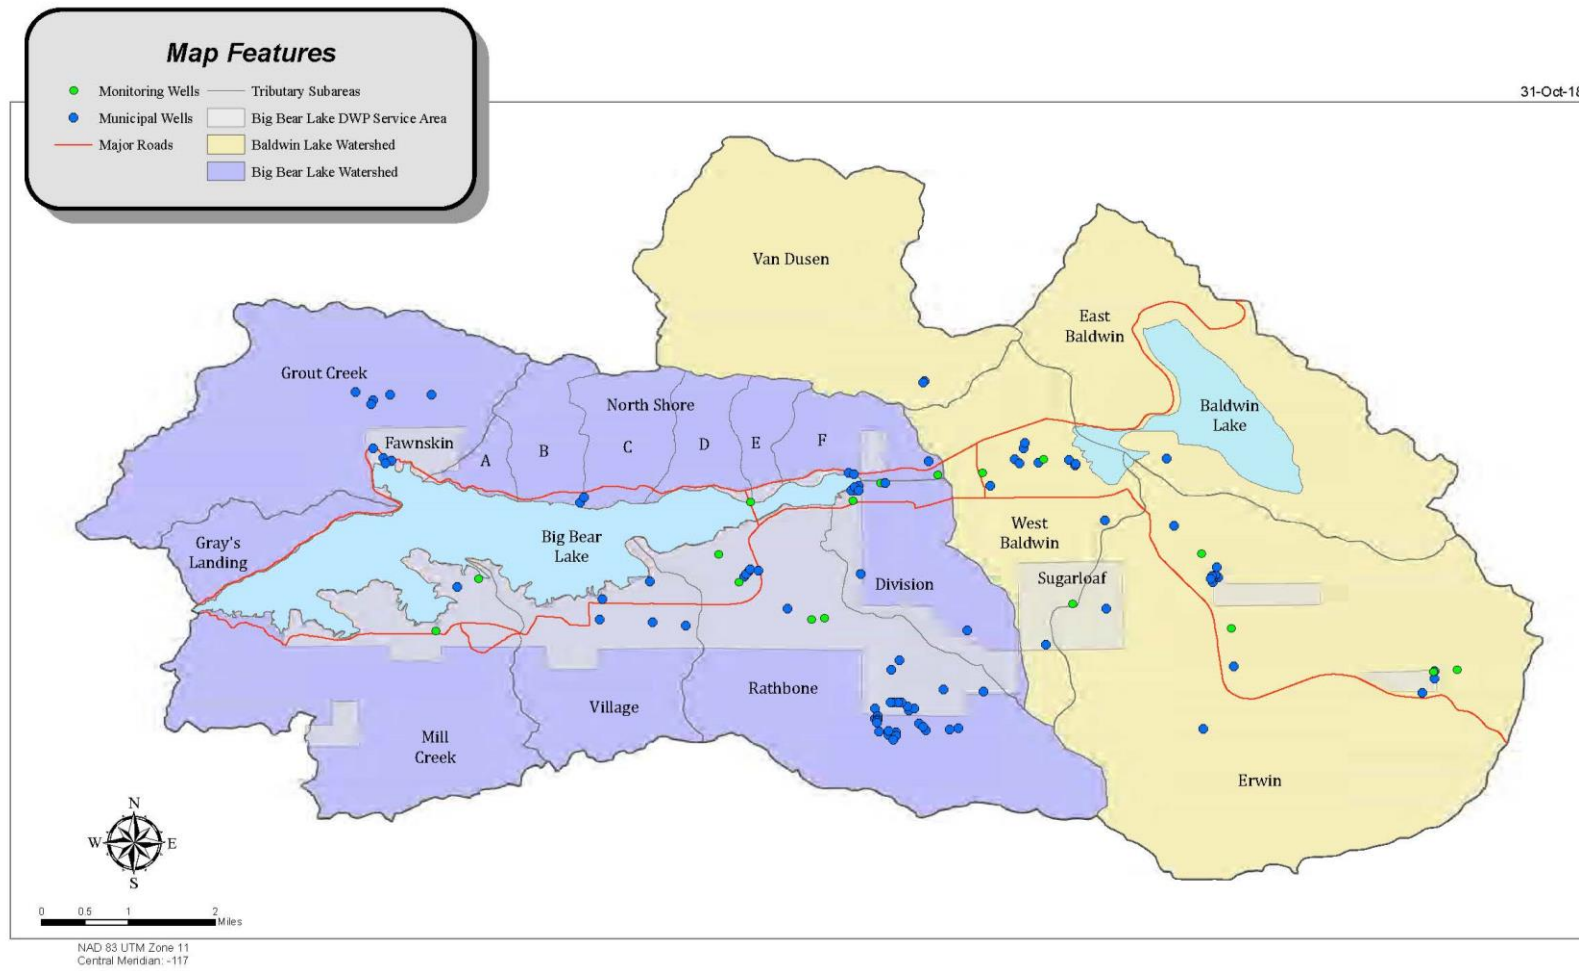 Map Features
Monitoring Wells
Tributary Subareas
Municipal Wells
Big Bear Lake DWP Service Area
Major Roads
Baldwin Lake Watershed
Big Bear Lake Watershed
31-Oct-18
Van Dusen
East
Baldwin
Grout Creek
North Shore
Baldwin
Lake
Fawnskin
A
B
C
D
E
F
Gray's
Landing
Big Bear
Lake
West
Baldwin
Division
Sugarloaf
Rathbone
Village
Mill
Creek
Erwin
N
W
E
S
0
0.5
1
2
Miles
NAD 83 UTM Zone 11
Central Meridian: -117